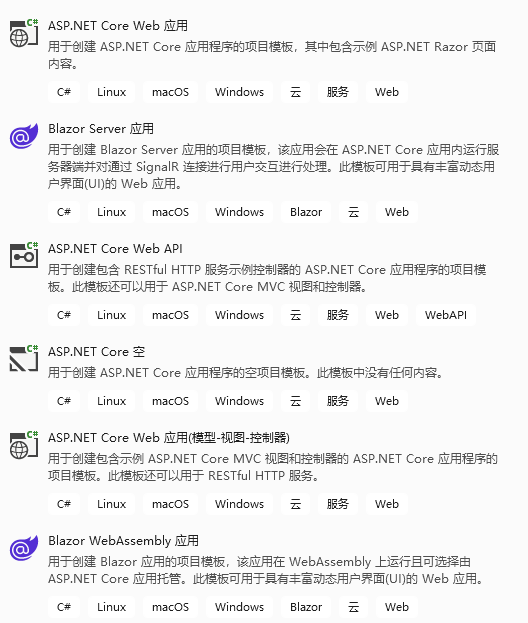 C#
ASP.NET Core Web 应用
用于创建 ASP.NET Core 应用程序的项目模板，其中包含示例 ASP.NET Razor 页面
内容。
C# Linux macOS Windows 云 服务 Web
@
Blazor Server 应用
用于创建 Blazor Server 应用的项目模板，该应用会在 ASP.NET Core 应用内运行服
务器端并对通过 SignalR 连接进行用户交互进行处理。此模板可用于具有丰富动态用
户界面(UI)的 Web 应用。
C# Linux macOS Windows Blazor 云 Web
C#
ASP.NET Core Web API
用于创建包含 RESTful HTTP 服务示例控制器的 ASP.NET Core 应用程序的项目模
板。此模板还可以用于 ASP.NET Core MVC 视图和控制器。
C# Linux macOS Windows 云 服务 Web WebAPI
C#
ASP.NET Core 空
用于创建 ASP.NET Core 应用程序的空项目模板。此模板中没有任何内容。
C# Linux macOS Windows 云 服务 Web
C#
ASP.NET Core Web 应用(模型-视图-控制器)
用于创建包含示例 ASP.NET Core MVC 视图和控制器的 ASP.NET Core 应用程序的
项目模板。此模板还可以用于 RESTful HTTP 服务。
C# Linux macOS Windows 云 服务 Web
@
Blazor WebAssembly 应用
用于创建 Blazor 应用的项目模板，该应用在 WebAssembly 上运行且可选择由
ASP.NET Core 应用托管。此模板可用于具有丰富动态用户界面(UI)的 Web 应用。
C# Linux macOS Windows Blazor 云 Web